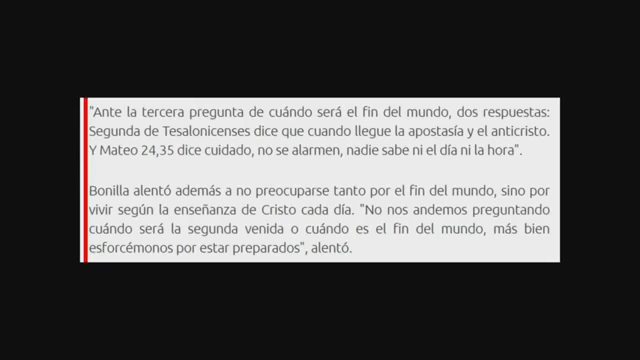 "Ante la tercera pregunta de cuándo será el fin del mundo, dos respuestas:
Segunda de Tesalonicenses dice que cuando llegue la apostasía y el anticristo.
Y Mateo 24,35 dice cuidado, no se alarmen, nadie sabe ni el día ni la hora".
Bonilla alentó además a no preocuparse tanto por el fin del mundo, sino por
vivir según la enseñanza de Cristo cada día. "No nos andemos preguntando
cuándo será la segunda venida o cuándo es el fin del mundo, más bien
esforcémonos por estar preparados", alentó.